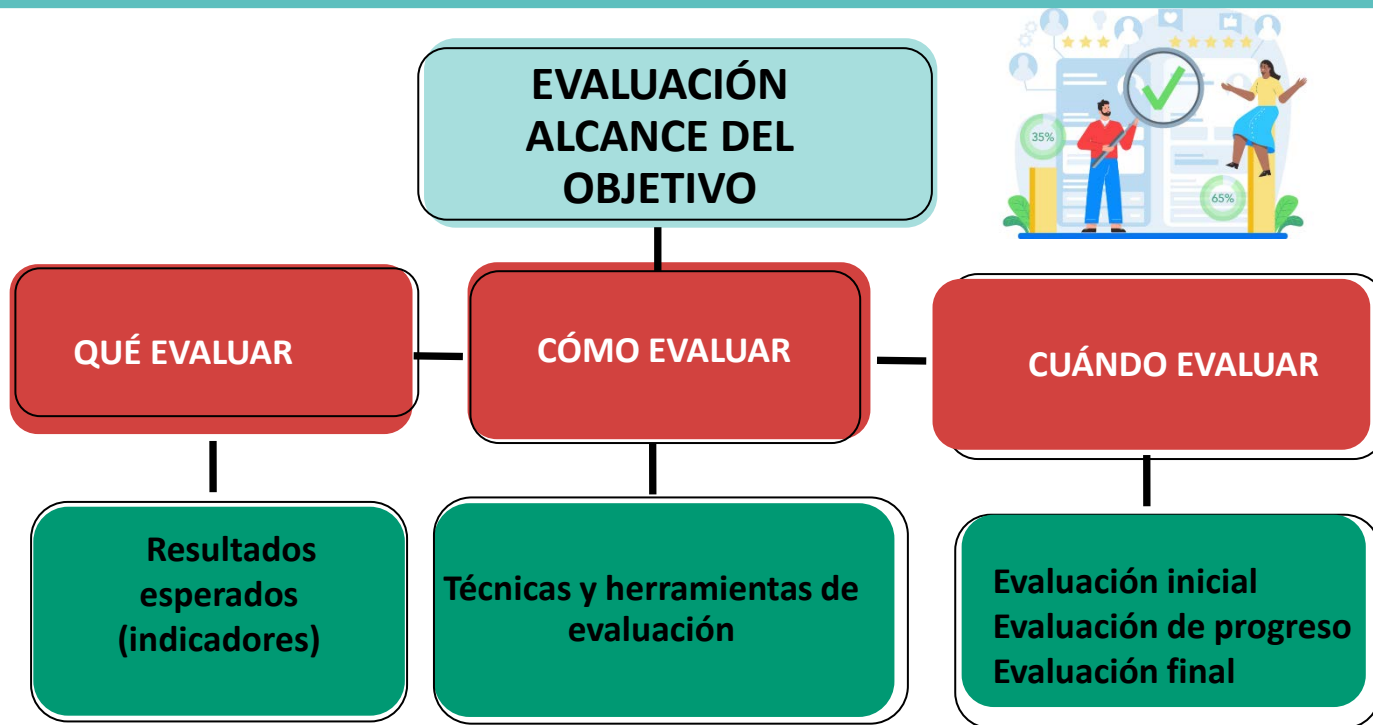 EVALUACIÓN
ALCANCE DEL
OBJETIVO
35%
65%
QUÉ EVALUAR
CÓMO EVALUAR
CUÁNDO EVALUAR
Resultados
esperados
(indicadores)
Técnicas y herramientas de
evaluación
Evaluación inicial
Evaluación de progreso
Evaluación final